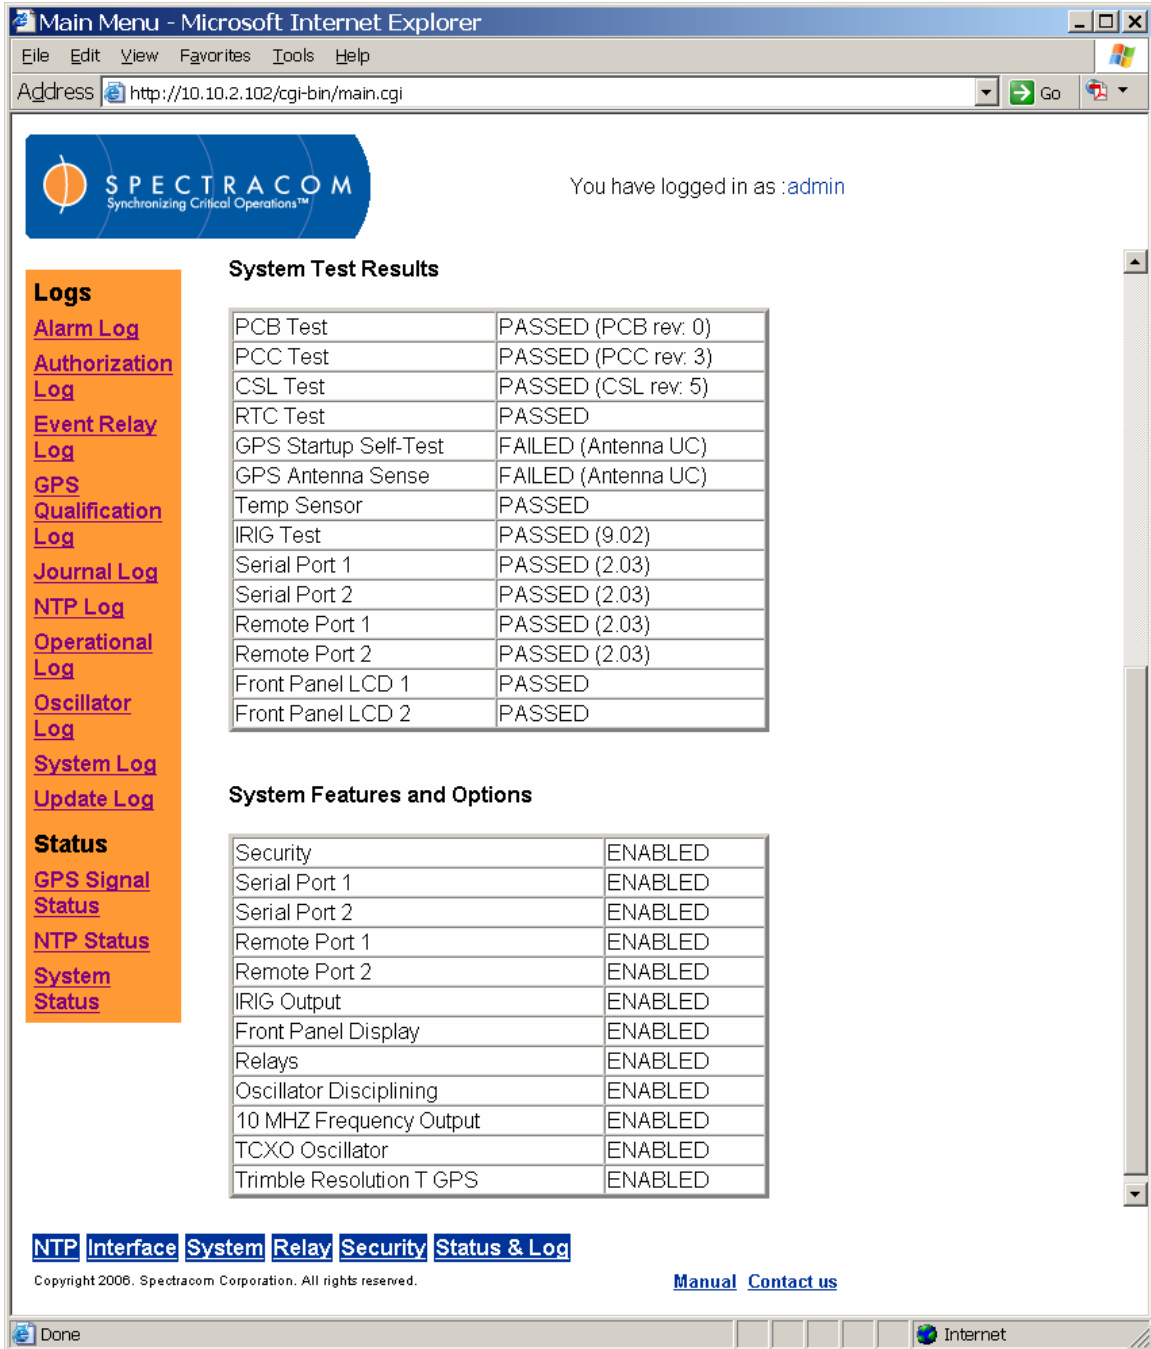 Main Menu - Microsoft Internet Explorer
File Edit View Favorites Tools Help
Address http://10.10.2.102/cgi-bin/main.cgi Go
SPECTRACOM
Synchronizing Critical Operations™
You have logged in as :admin
Logs
Alarm Log
Authorization
Log
Event Relay
Log
GPS
Qualification
Log
Journal Log
NTP Log
Operational
Log
Oscillator
Log
System Log
Update Log
Status
GPS Signal
Status
NTP Status
System
Status
System Test Results
PCB Test PASSED (PCB rev: 0)
PCC Test PASSED (PCC rev: 3)
CSL Test PASSED (CSL rev: 5)
RTC Test PASSED
GPS Startup Self-Test FAILED (Antenna UC)
GPS Antenna Sense FAILED (Antenna UC)
Temp Sensor PASSED
IRIG Test PASSED (9.02)
Serial Port 1 PASSED (2.03)
Serial Port 2 PASSED (2.03)
Remote Port 1 PASSED (2.03)
Remote Port 2 PASSED (2.03)
Front Panel LCD 1 PASSED
Front Panel LCD 2 PASSED
System Features and Options
Security ENABLED
Serial Port 1 ENABLED
Serial Port 2 ENABLED
Remote Port 1 ENABLED
Remote Port 2 ENABLED
IRIG Output ENABLED
Front Panel Display ENABLED
Relays ENABLED
Oscillator Disciplining ENABLED
10 MHZ Frequency Output ENABLED
TCXO Oscillator ENABLED
Trimble Resolution T GPS ENABLED
NTP Interface System Relay Security Status & Log
Copyright 2006. Spectracom Corporation. All rights reserved.
Manual Contact us
Done Internet